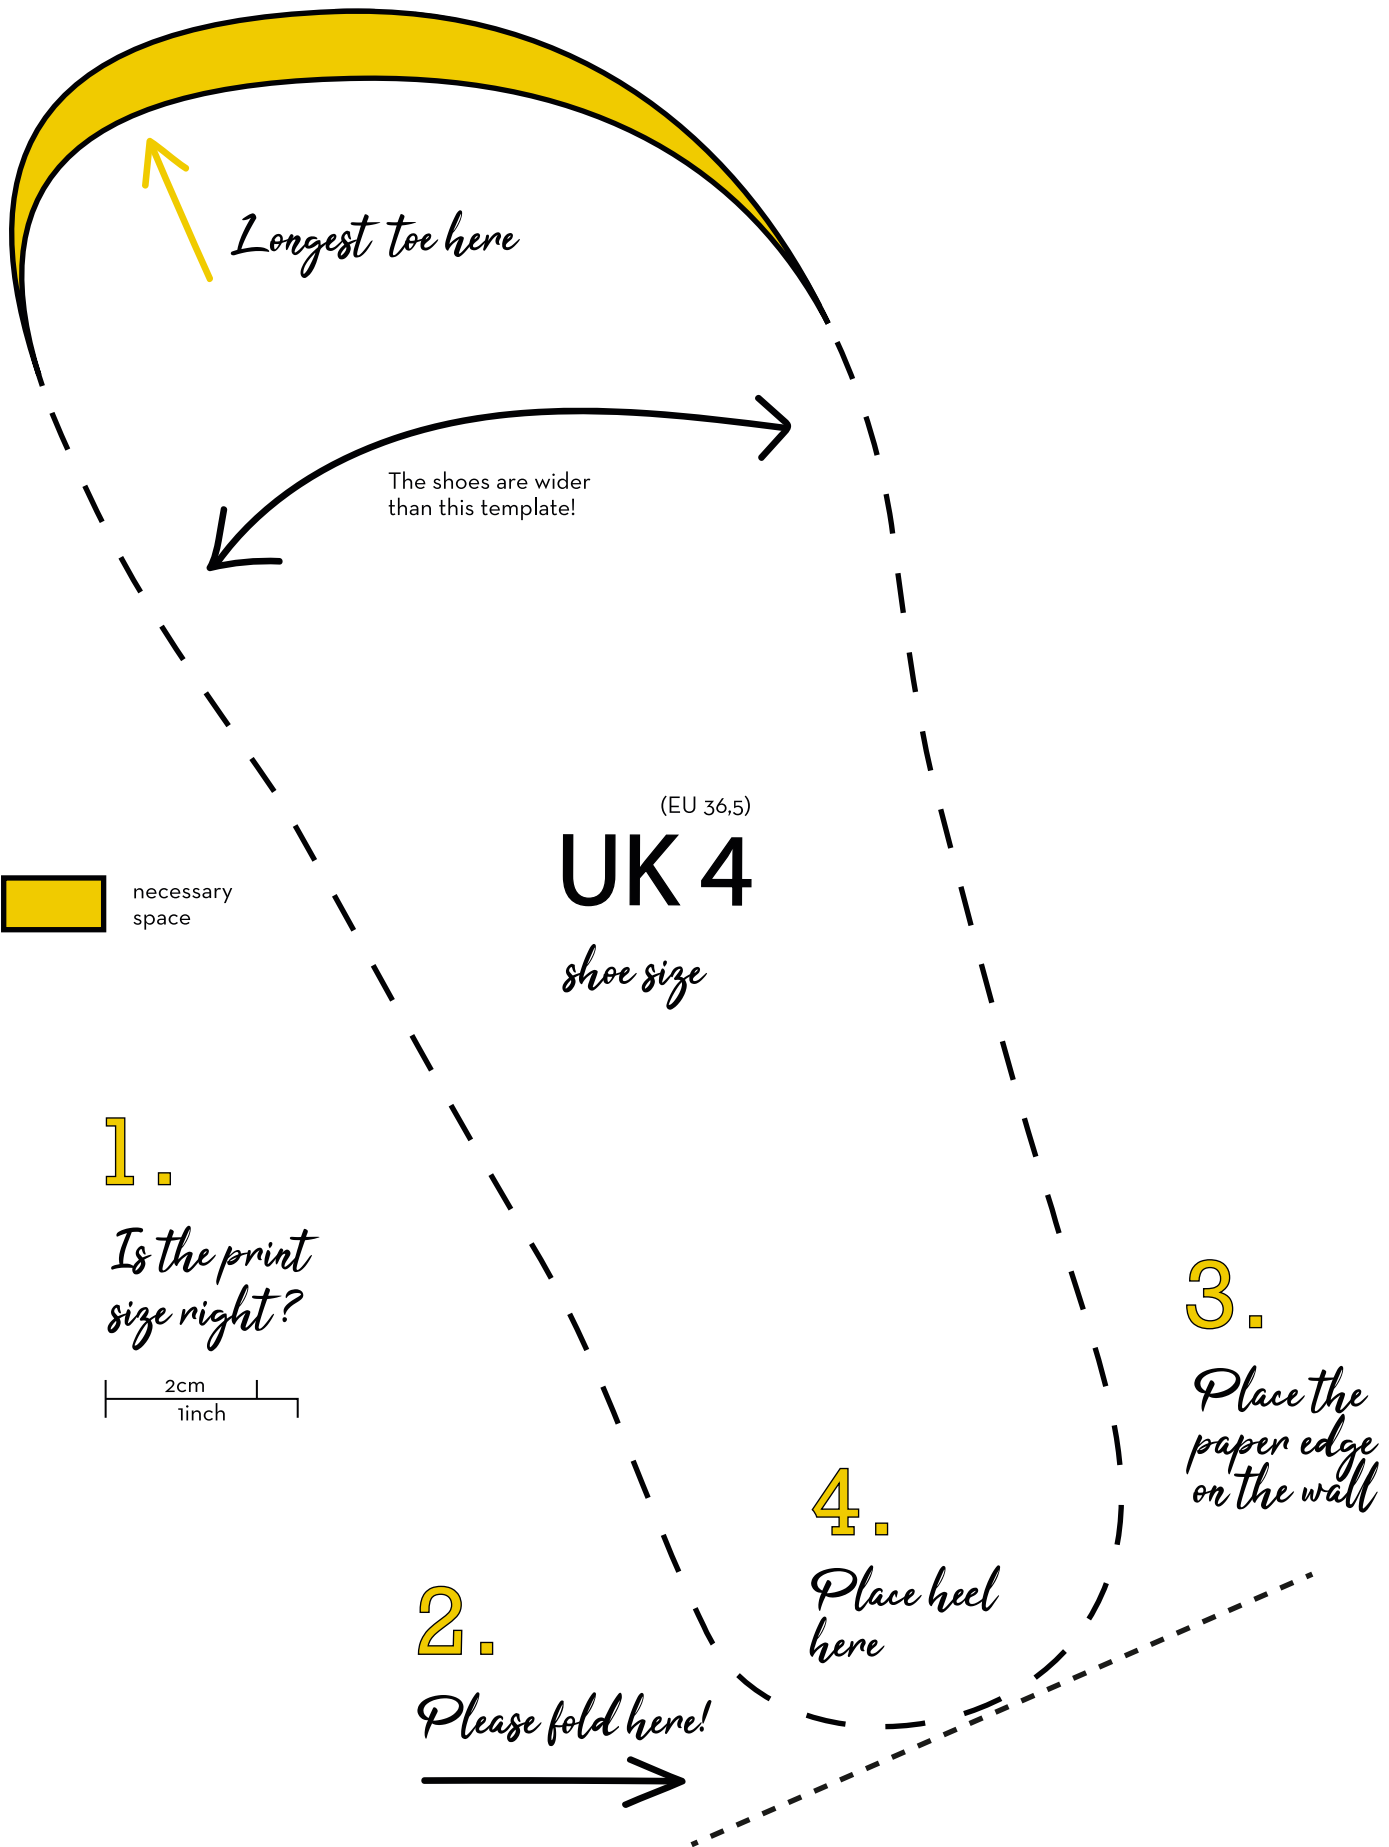 Longest toe here
The shoes are wider
than this template!
(EU 36,5)
UK 4
shoe size
necessary
space
1.
Is the print
size right?
2cm
1inch
2.
Please fold here!
3.
Place the
paper edge
on the wall
4.
Place heel
here